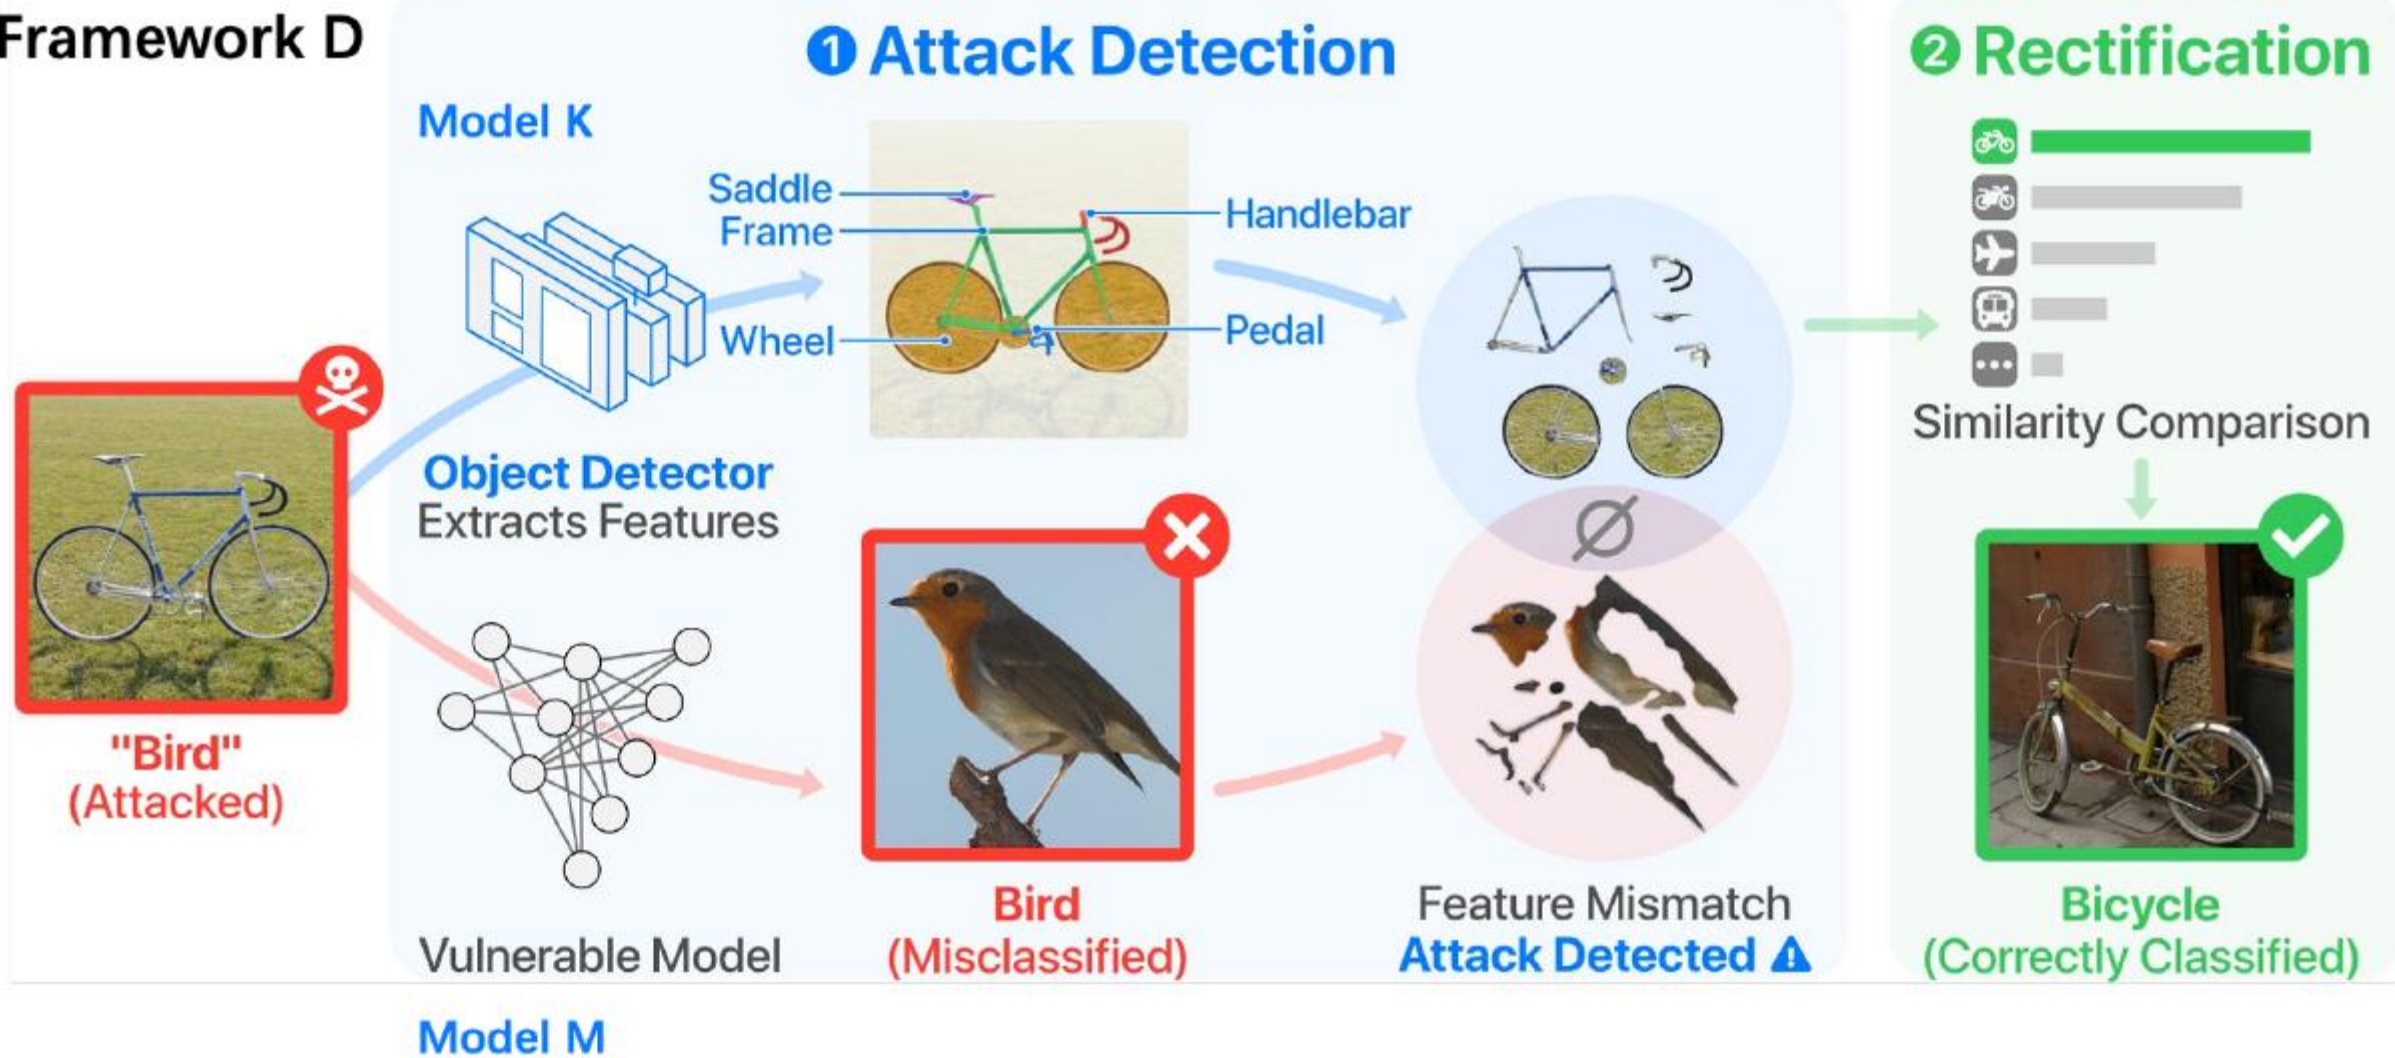 Framework D
❶ Attack Detection
❷ Rectification
Model K
Saddle
Frame
Wheel
Handlebar
Pedal
Object Detector
Extracts Features
Similarity Comparison
"Bird"
(Attacked)
∅
Vulnerable Model
Bird
(Misclassified)
Feature Mismatch
Attack Detected
Bicycle
(Correctly Classified)
Model M